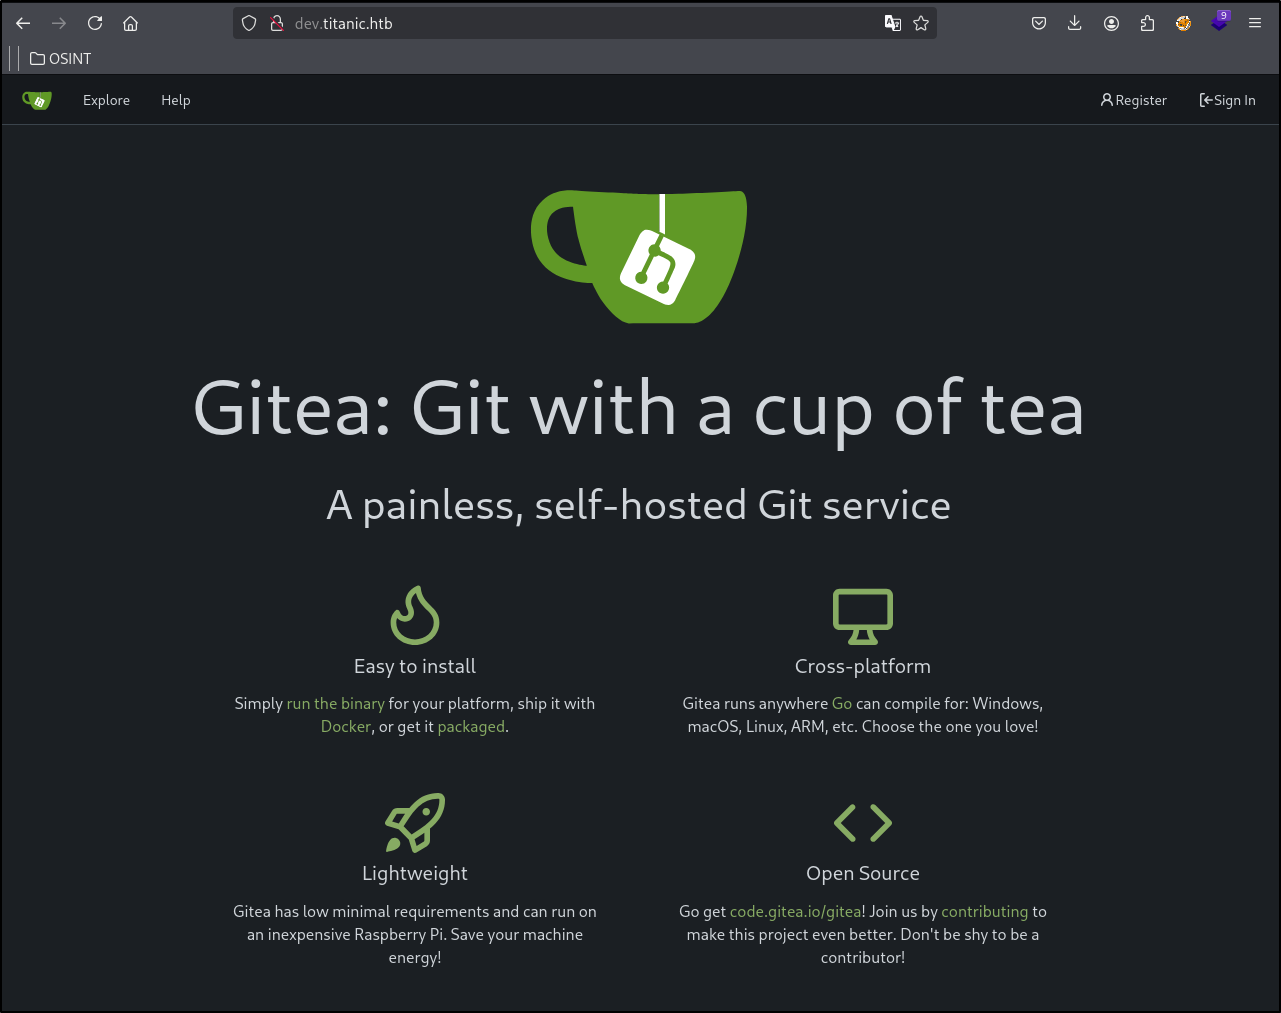 dev.titanic.htb
9
OSINT
Explore Help Register Sign In
Gitea: Git with a cup of tea
A painless, self-hosted Git service
Easy to install
Simply run the binary for your platform, ship it with
Docker, or get it packaged.
Cross-platform
Gitea runs anywhere Go can compile for: Windows,
macOS, Linux, ARM, etc. Choose the one you love!
Lightweight
Gitea has low minimal requirements and can run on
an inexpensive Raspberry Pi. Save your machine
energy!
Open Source
Go get code.gitea.io/gitea! Join us by contributing to
make this project even better. Don't be shy to be a
contributor!